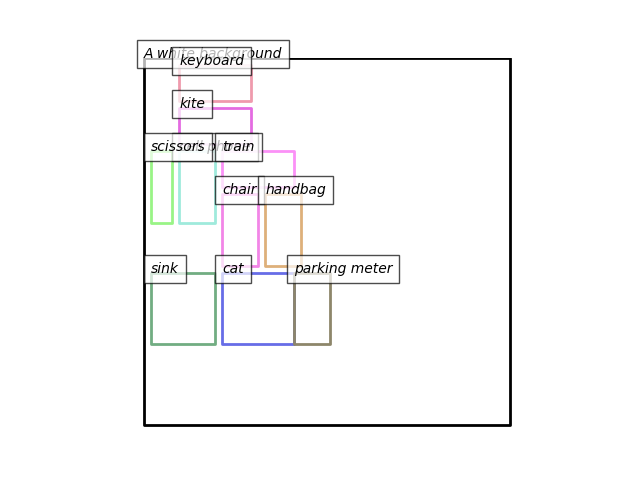 A white background
keyboard
kite
scissors
cell phone
train
chair
handbag
sink
cat
parking meter